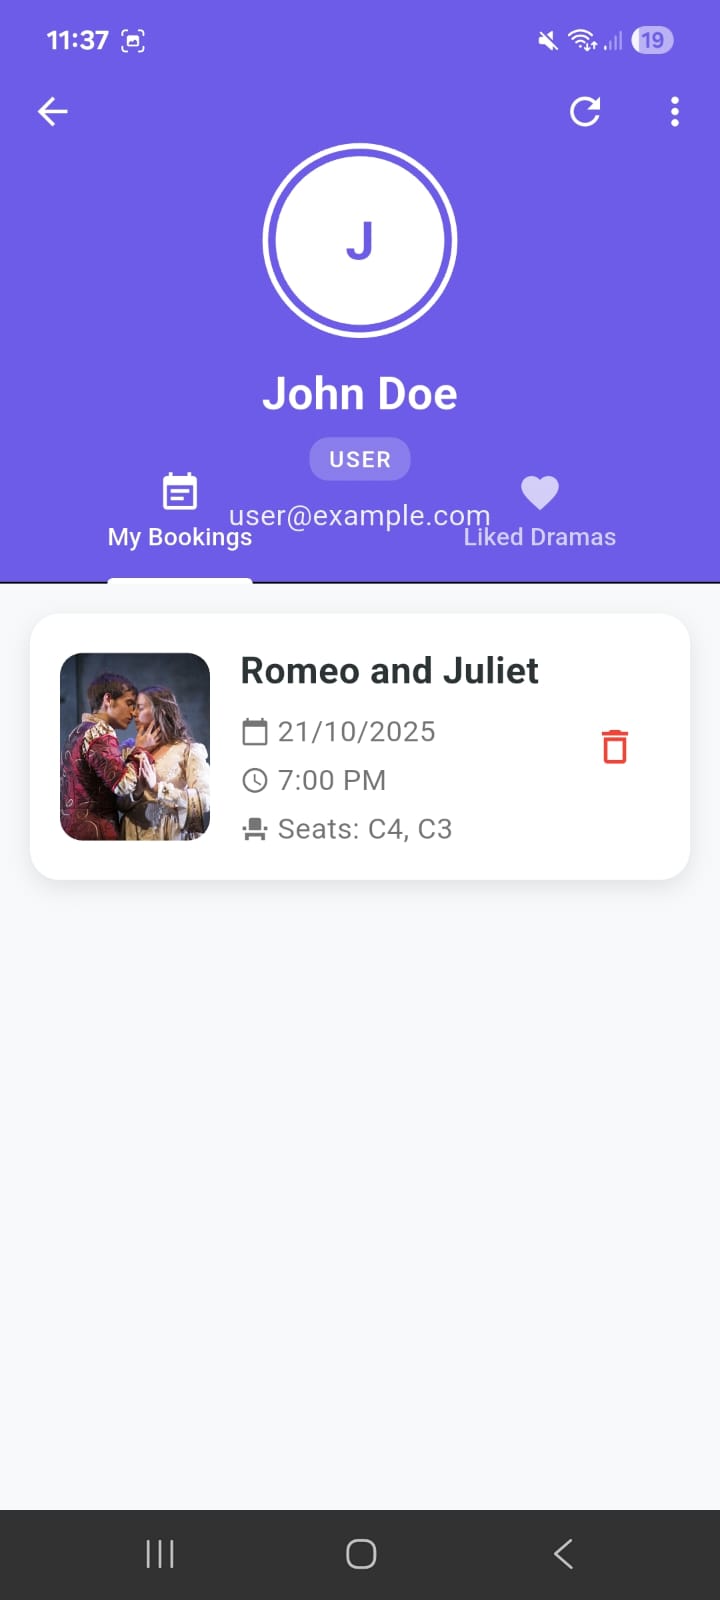 11:37
19
J
John Doe
USER
user@example.com
My Bookings
Liked Dramas
Romeo and Juliet
21/10/2025
7:00 PM
Seats: C4, C3